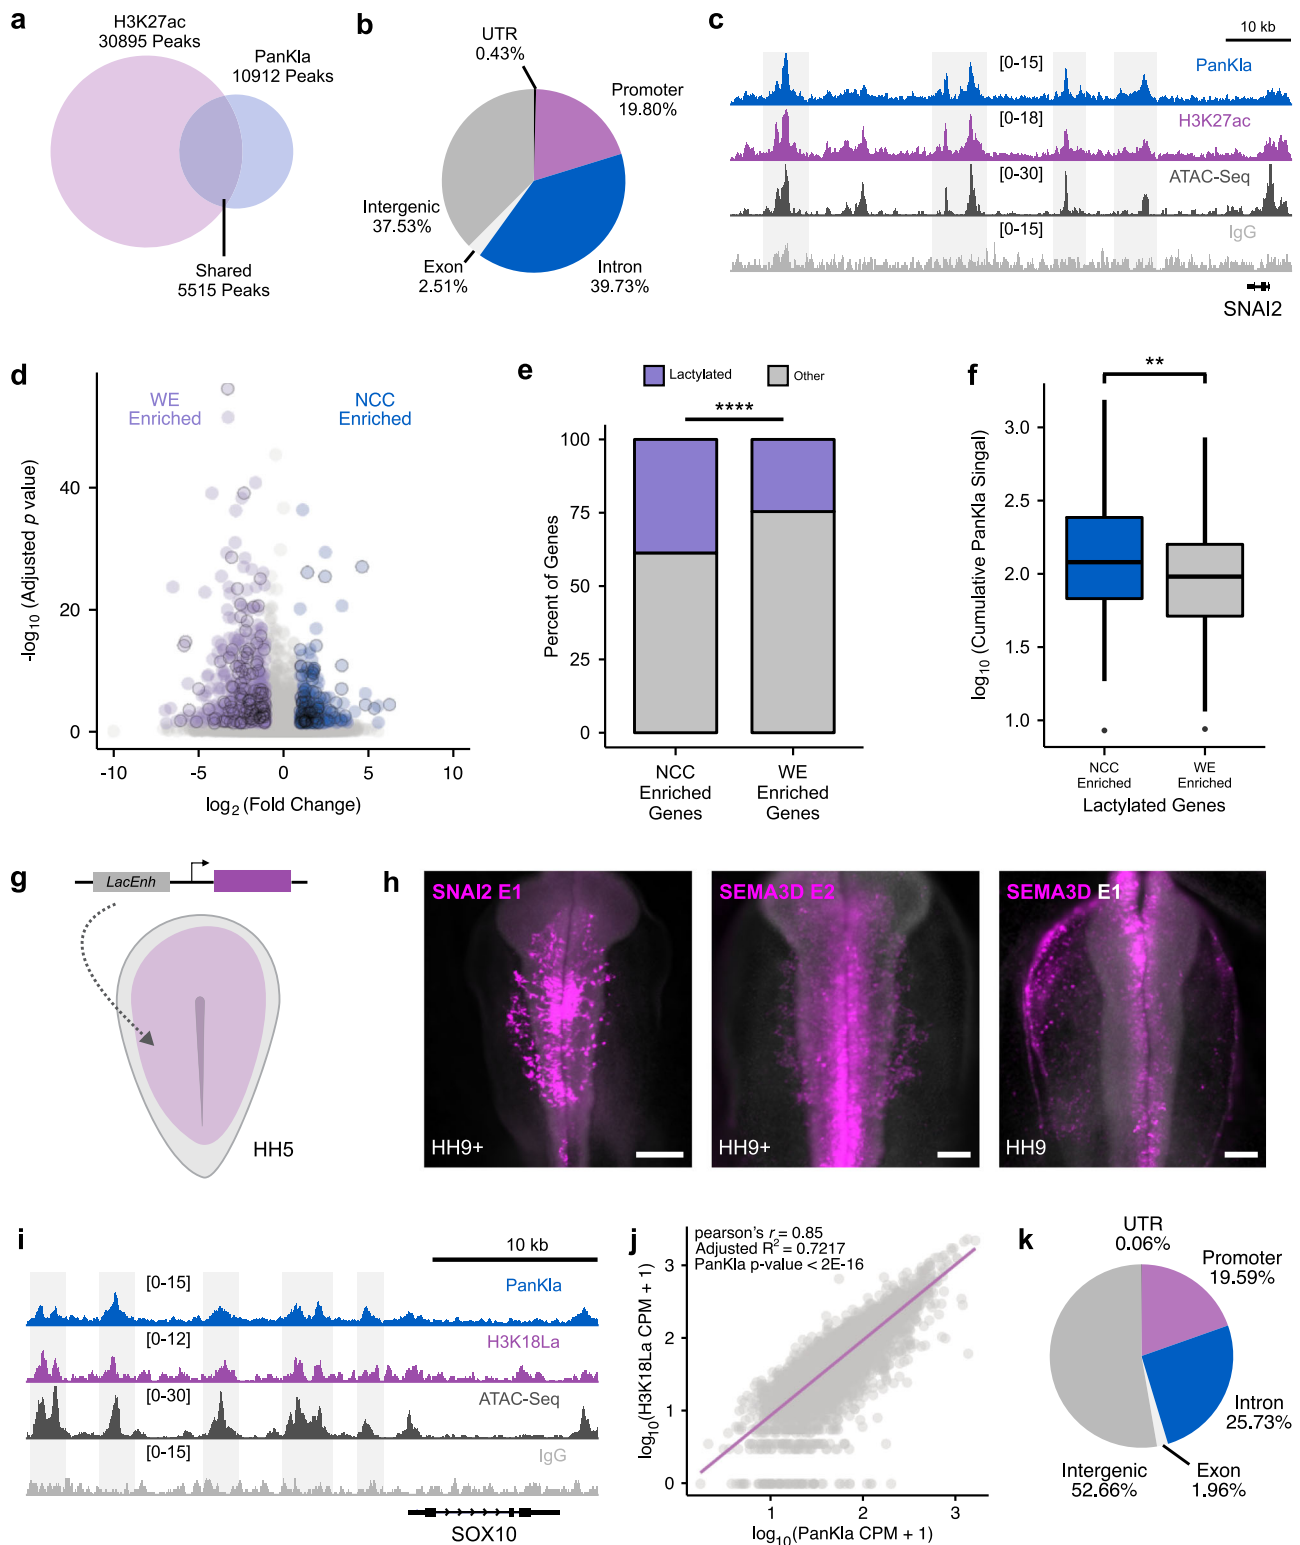 a
H3K27ac
30895 Peaks
PanKla
10912 Peaks
Shared
5515 Peaks
b
UTR
0.43%
Promoter
19.80%
Intergenic
37.53%
Exon
2.51%
Intron
39.73%
c
10 kb
[0-15]
PanKla
[0-18]
H3K27ac
[0-30]
ATAC-Seq
[0-15]
IgG
SNAI2
d
WE
Enriched
NCC
Enriched
-log10 (Adjusted p value)
40
20
0
-10
-5
0
5
10
log2 (Fold Change)
e
Lactylated
Other
****
Percent of Genes
100
75
50
25
0
NCC
Enriched
Genes
WE
Enriched
Genes
f
**
log10 (Cumulative PanKla Singal)
3.0
2.5
2.0
1.5
1.0
NCC
Enriched
WE
Enriched
Lactylated Genes
g
LacEnh
HH5
h
SNAI2 E1
HH9+
SEMA3D E2
HH9+
SEMA3D E1
HH9
i
10 kb
[0-15]
PanKla
[0-12]
H3K18La
[0-30]
ATAC-Seq
[0-15]
IgG
SOX10
j
pearson's r = 0.85
Adjusted R2 = 0.7217
PanKla p-value < 2E-16
log10(H3K18La CPM + 1)
3
2
1
0
1
2
3
log10(PanKla CPM + 1)
k
UTR
0.06%
Promoter
19.59%
Intron
25.73%
Exon
1.96%
Intergenic
52.66%